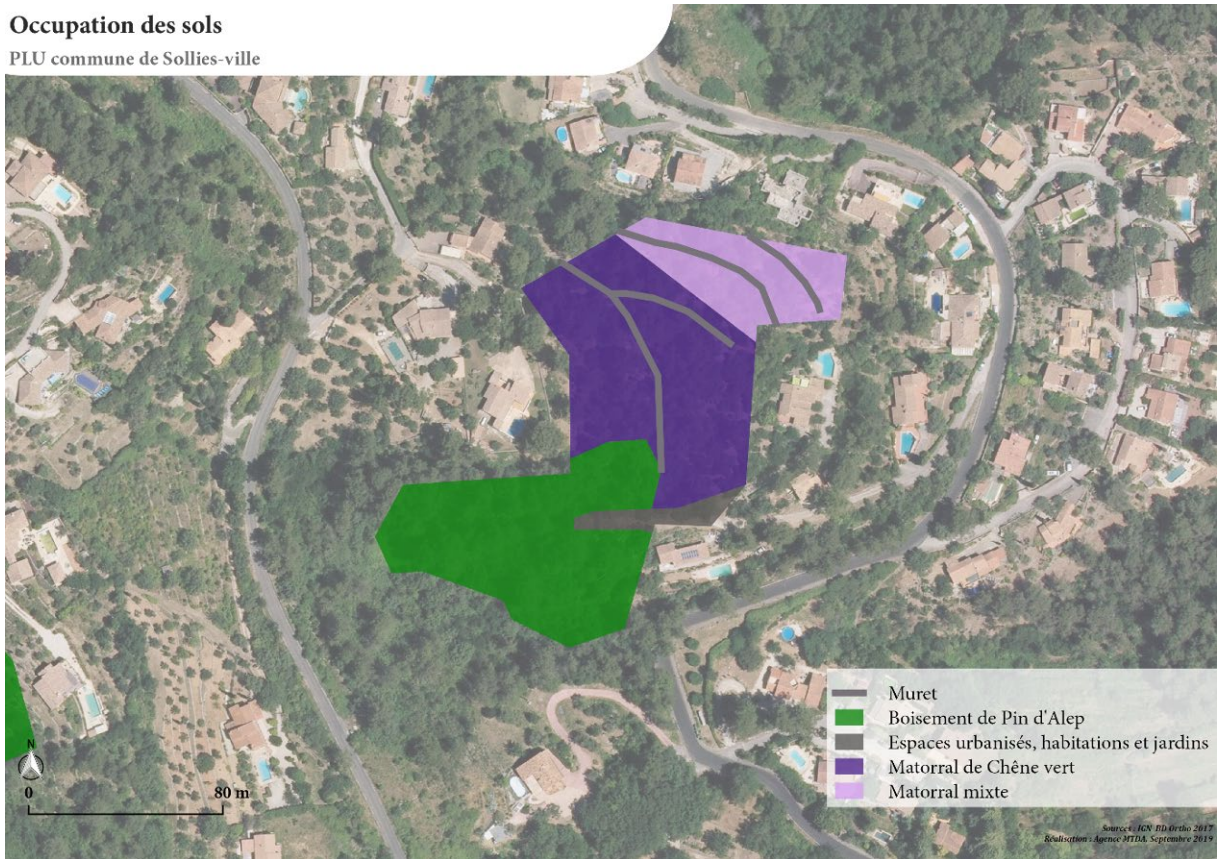 Occupation des sols
PLU commune de Sollies-ville
Muret
Boisement de Pin d'Alep
Espaces urbanisés, habitations et jardins
Matorral de Chêne vert
Matorral mixte
N
0 80 m
Sources : IGN BD Ortho 2017
Réalisation : Agence MTDA, Septembre 2019